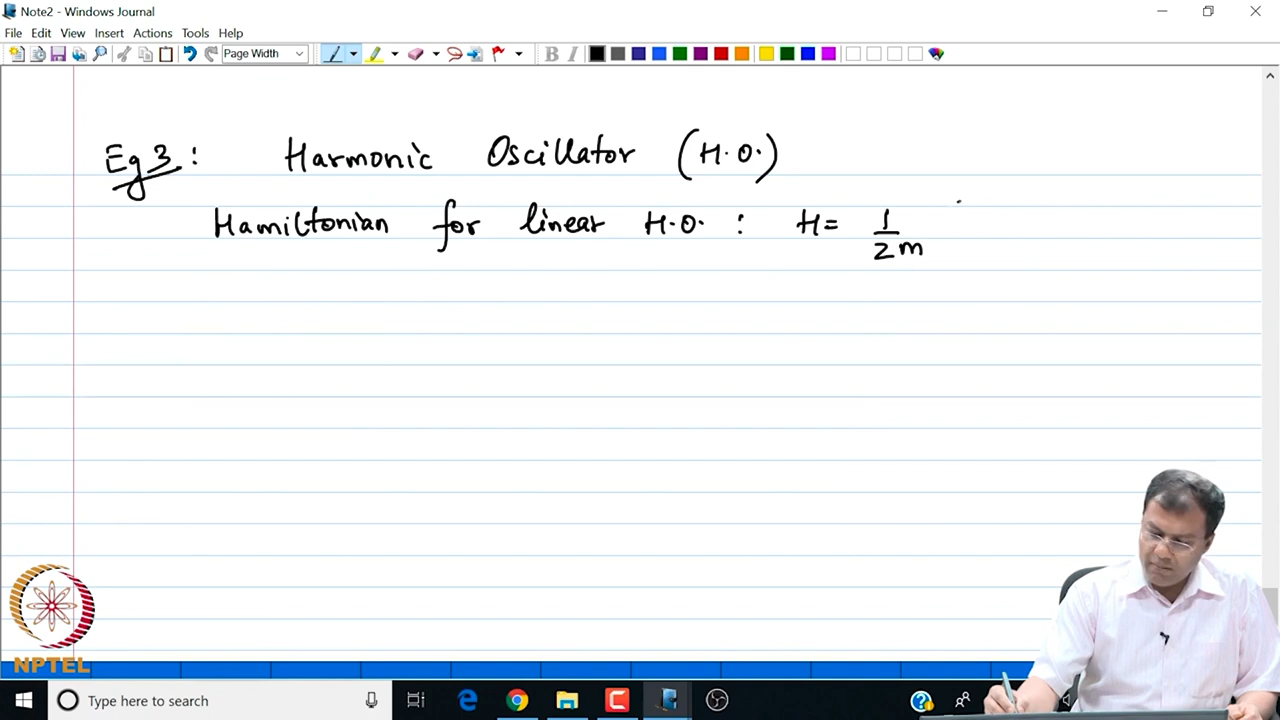 Note2 - Windows Journal
File Edit View Insert Actions Tools Help
Page Width B I
Eg 3 : Harmonic Oscillator (H.O.)
Hamiltonian for linear H.O. : H = 1/2m
NPTEL
Type here to search